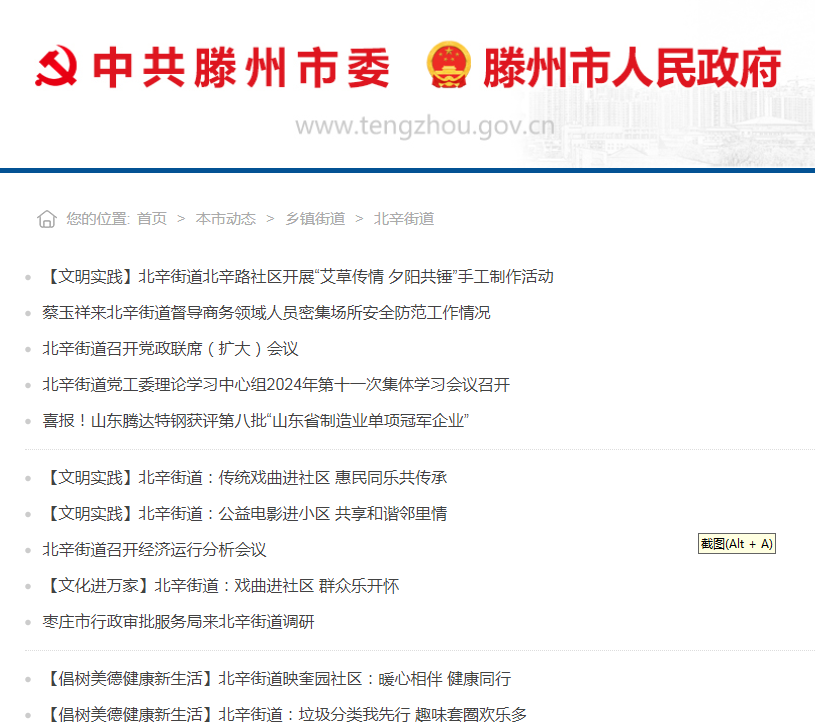 中共滕州市委 滕州市人民政府
www.tengzhou.gov.cn
您的位置: 首页 > 本市动态 > 乡镇街道 > 北辛街道
【文明实践】北辛街道北辛路社区开展“艾草传情 夕阳共锤”手工制作活动
蔡玉祥来北辛街道督导商务领域人员密集场所安全防范工作情况
北辛街道召开党政联席（扩大）会议
北辛街道党工委理论学习中心组2024年第十一次集体学习会议召开
喜报！山东腾达特钢获评第八批“山东省制造业单项冠军企业”
【文明实践】北辛街道：传统戏曲进社区 惠民同乐共传承
【文明实践】北辛街道：公益电影进小区 共享和谐邻里情
北辛街道召开经济运行分析会议
截图(Alt + A)
【文化进万家】北辛街道：戏曲进社区 群众乐开怀
枣庄市行政审批服务局来北辛街道调研
【倡树美德健康新生活】北辛街道映奎园社区：暖心相伴 健康同行
【倡树美德健康新生活】北辛街道：垃圾分类我先行 趣味套圈欢乐多